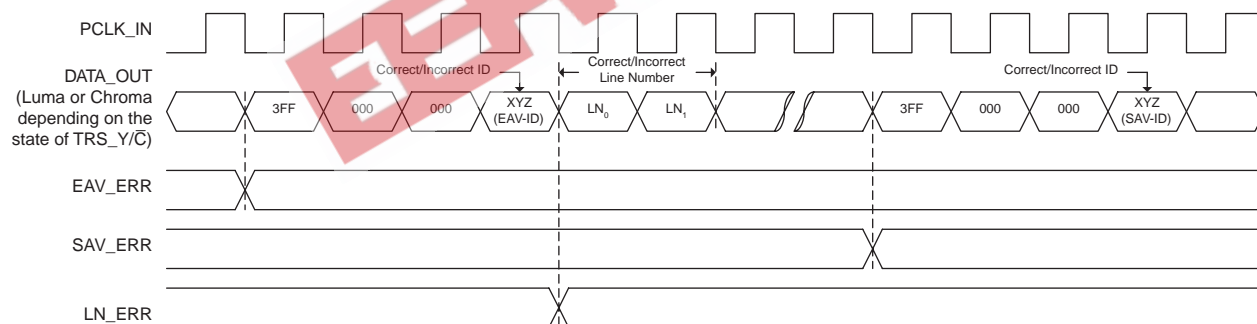 PCLK_IN
DATA_OUT
(Luma or Chroma
depending on the
state of TRS_Y/C̅)
Correct/Incorrect ID
Correct/Incorrect
Line Number
Correct/Incorrect ID
3FF
000
000
XYZ
(EAV-ID)
LN₀
LN₁
3FF
000
000
XYZ
(SAV-ID)
EAV_ERR
SAV_ERR
LN_ERR